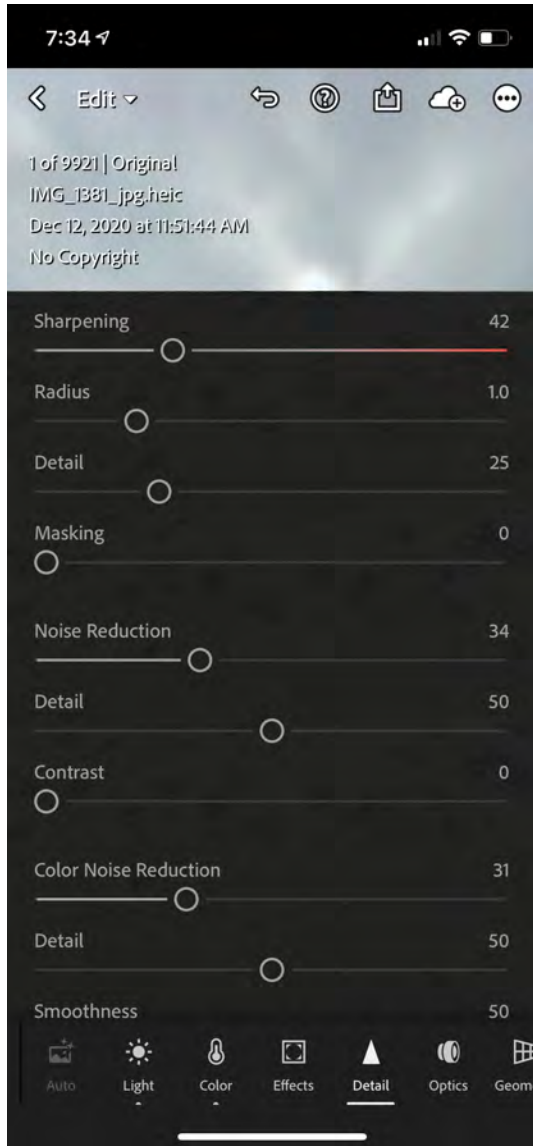 7:34
Edit
1 of 9921 | Original
IMG_1381_jpg.heic
Dec 12, 2020 at 11:51:44 AM
No Copyright
Sharpening 42
Radius 1.0
Detail 25
Masking 0
Noise Reduction 34
Detail 50
Contrast 0
Color Noise Reduction 31
Detail 50
Smoothness 50
Auto Light Color Effects Detail Optics Geom